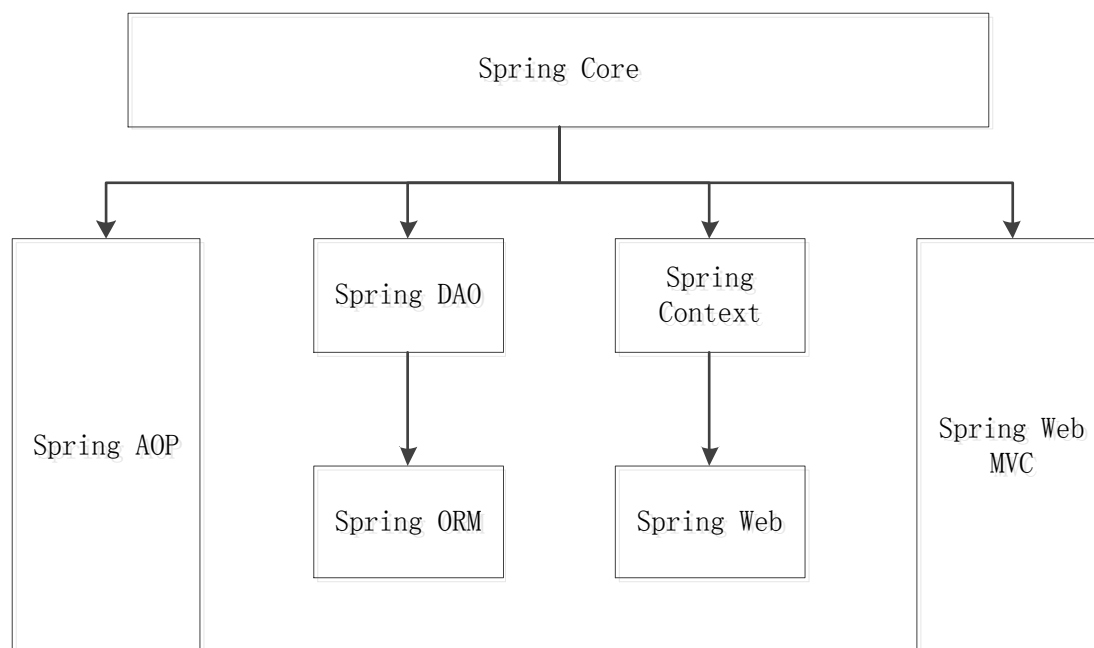 Spring Core
Spring DAO
Spring
Context
Spring AOP
Spring Web
MVC
Spring ORM
Spring Web